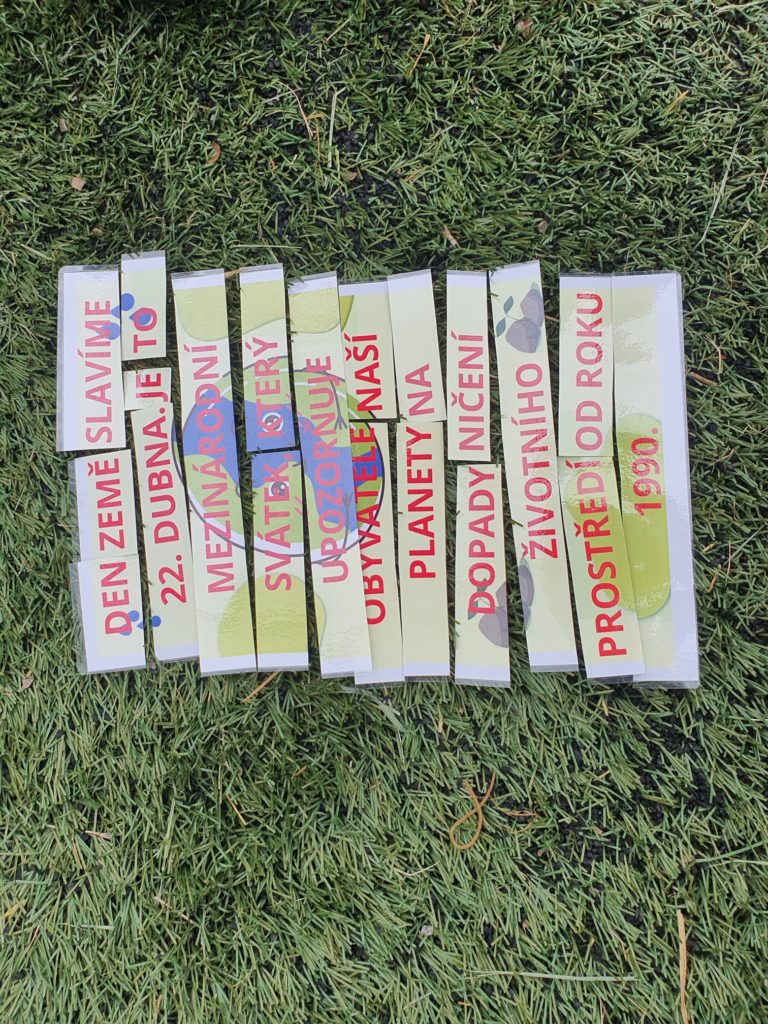 DEN ZEMĚ SLAVÍME
22. DUBNA.JE TO
MEZINÁRODNÍ
SVÁTEK, KTERÝ
UPOZORNUJE
OBYVATELE NAŠÍ
PLANETY NA
DOPADY NIČENÍ
ŽIVOTNÍHO
PROSTŘEDÍ OD ROKU
1990.